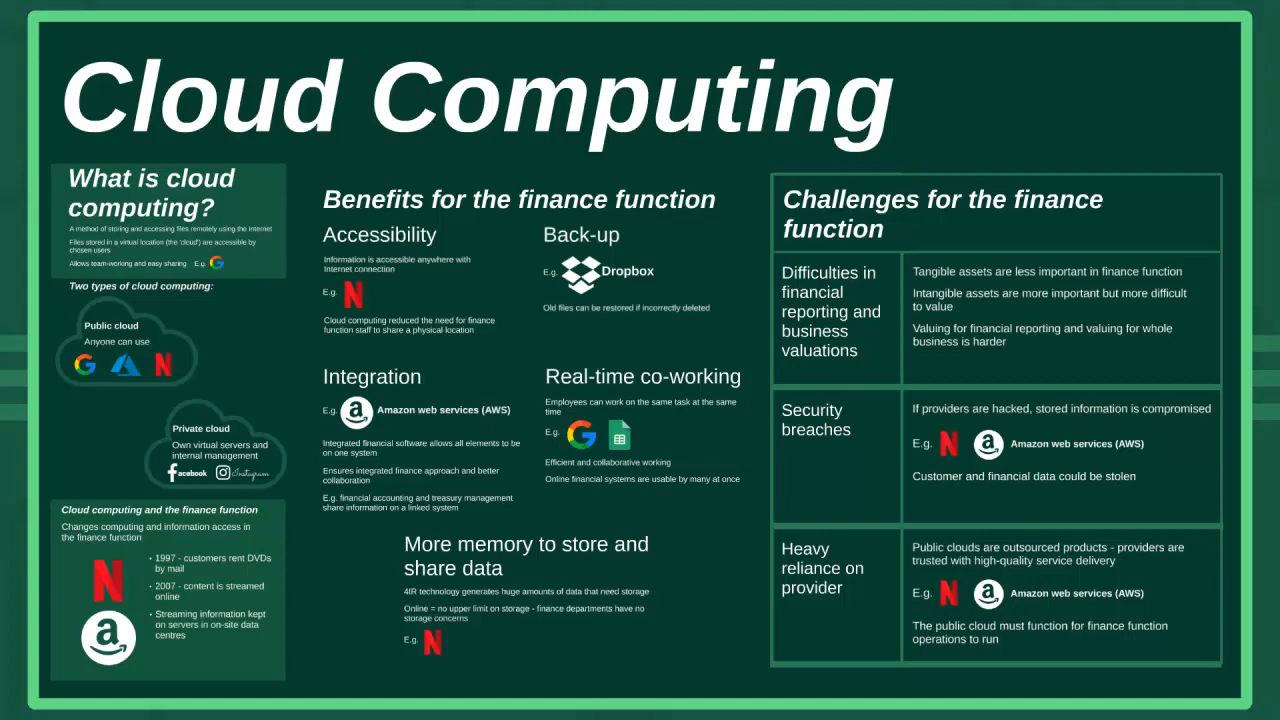 Cloud Computing
What is cloud
computing?
A method of storing and accessing files remotely using the Internet
Files stored in a virtual location (the 'cloud') are accessible by
chosen users
Allows team-working and easy sharing E.g. G
Two types of cloud computing:
Public cloud
Anyone can use
G N
Private cloud
Own virtual servers and
internal management
facebook Instagram
Cloud computing and the finance function
Changes computing and information access in
the finance function
N
a
• 1997 - customers rent DVDs
by mail
• 2007 - content is streamed
online
• Streaming information kept
on servers in on-site data
centres
Benefits for the finance function
Accessibility
Information is accessible anywhere with
Internet connection
E.g. N
Cloud computing reduced the need for finance
function staff to share a physical location
Back-up
E.g. Dropbox
Old files can be restored if incorrectly deleted
Integration
E.g. a Amazon web services (AWS)
Integrated financial software allows all elements to be
on one system
Ensures integrated finance approach and better
collaboration
E.g. financial accounting and treasury management
share information on a linked system
Real-time co-working
Employees can work on the same task at the same
time
E.g. G
Efficient and collaborative working
Online financial systems are usable by many at once
More memory to store and
share data
4IR technology generates huge amounts of data that need storage
Online = no upper limit on storage - finance departments have no
storage concerns
E.g. N
Challenges for the finance
function
Difficulties in
financial
reporting and
business
valuations
Tangible assets are less important in finance function
Intangible assets are more important but more difficult
to value
Valuing for financial reporting and valuing for whole
business is harder
Security
breaches
If providers are hacked, stored information is compromised
E.g. N a Amazon web services (AWS)
Customer and financial data could be stolen
Heavy
reliance on
provider
Public clouds are outsourced products - providers are
trusted with high-quality service delivery
E.g. N a Amazon web services (AWS)
The public cloud must function for finance function
operations to run